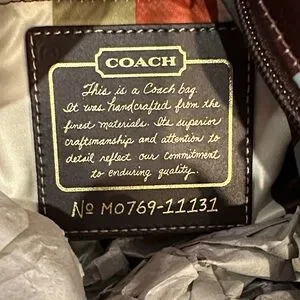 COACH
This is a Coach bag.
It was handcrafted from the
finest materials. Its superior
craftsmanship and attention to
detail reflect our commitment
to enduring quality.
Nº M0769-11131